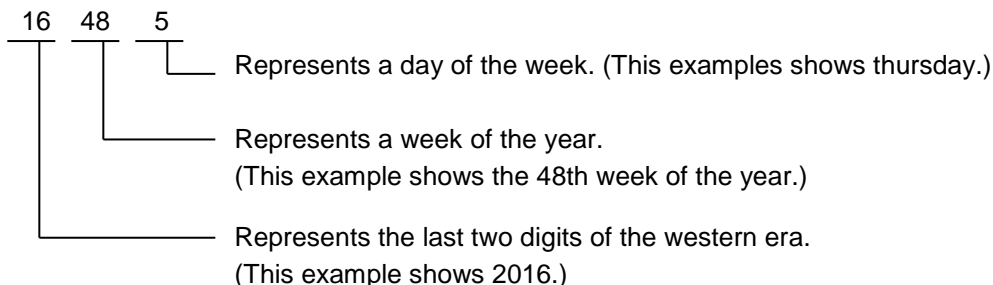 16 48 5
Represents a day of the week. (This examples shows thursday.)
Represents a week of the year.
(This example shows the 48th week of the year.)
Represents the last two digits of the western era.
(This example shows 2016.)